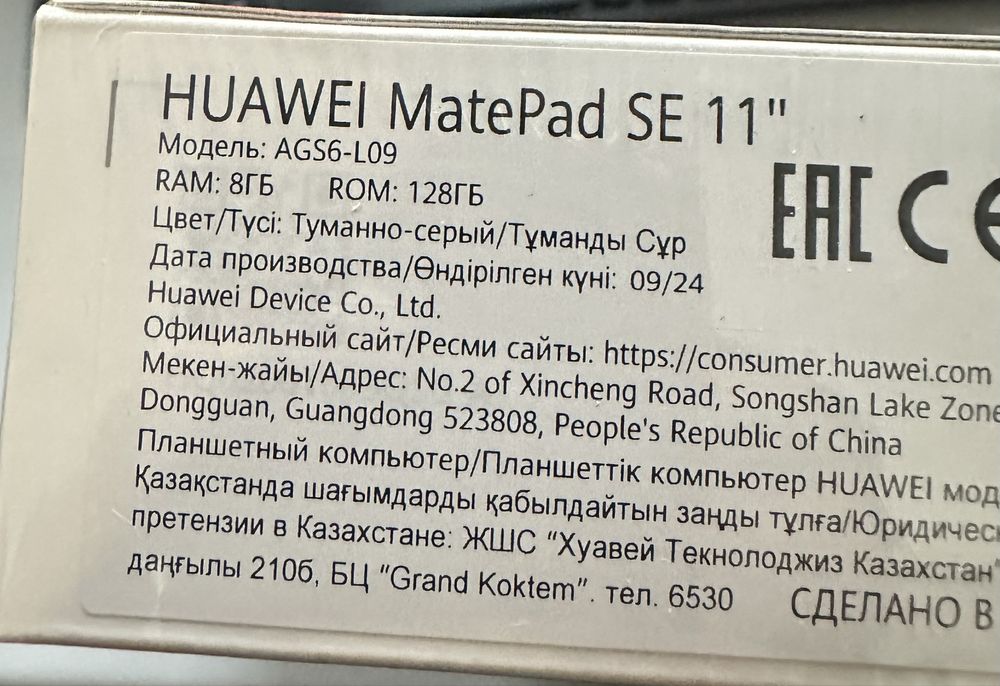 HUAWEI MatePad SE 11"
Модель: AGS6-L09
RAM: 8ГБ ROM: 128ГБ
Цвет/Түсі: Туманно-серый/Тұманды Сұр
Дата производства/Өндірілген күні: 09/24
Huawei Device Co., Ltd.
Официальный сайт/Ресми сайты: https://consumer.huawei.com
Мекен-жайы/Адрес: No.2 of Xincheng Road, Songshan Lake Zone
Dongguan, Guangdong 523808, People's Republic of China
Планшетный компьютер/Планшеттік компьютер HUAWEI мод
Қазақстанда шағымдарды қабылдайтын заңды тұлға/Юридичес
претензии в Казахстане: ЖШС “Хуавей Текнолоджиз Казахстан”
даңғылы 210б, БЦ “Grand Koktem”. тел. 6530
СДЕЛАНО В
EAC CE